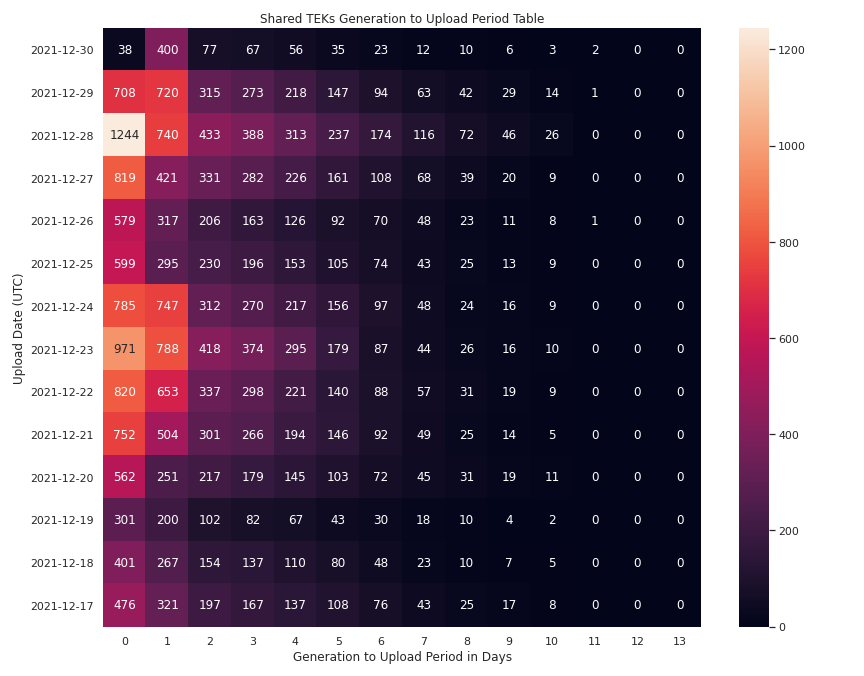 Shared TEKs Generation to Upload Period Table
2021-12-30 38 400 77 67 56 35 23 12 10 6 3 2 0 0
2021-12-29 708 720 315 273 218 147 94 63 42 29 14 1 0 0
2021-12-28 1244 740 433 388 313 237 174 116 72 46 26 0 0 0
2021-12-27 819 421 331 282 226 161 108 68 39 20 9 0 0 0
2021-12-26 579 317 206 163 126 92 70 48 23 11 8 1 0 0
2021-12-25 599 295 230 196 153 105 74 43 25 13 9 0 0 0
2021-12-24 785 747 312 270 217 156 97 48 24 16 9 0 0 0
2021-12-23 971 788 418 374 295 179 87 44 26 16 10 0 0 0
2021-12-22 820 653 337 298 221 140 88 57 31 19 9 0 0 0
2021-12-21 752 504 301 266 194 146 92 49 25 14 5 0 0 0
2021-12-20 562 251 217 179 145 103 72 45 31 19 11 0 0 0
2021-12-19 301 200 102 82 67 43 30 18 10 4 2 0 0 0
2021-12-18 401 267 154 137 110 80 48 23 10 7 5 0 0 0
2021-12-17 476 321 197 167 137 108 76 43 25 17 8 0 0 0
0 1 2 3 4 5 6 7 8 9 10 11 12 13
Generation to Upload Period in Days
Upload Date (UTC)
1200
1000
800
600
400
200
0